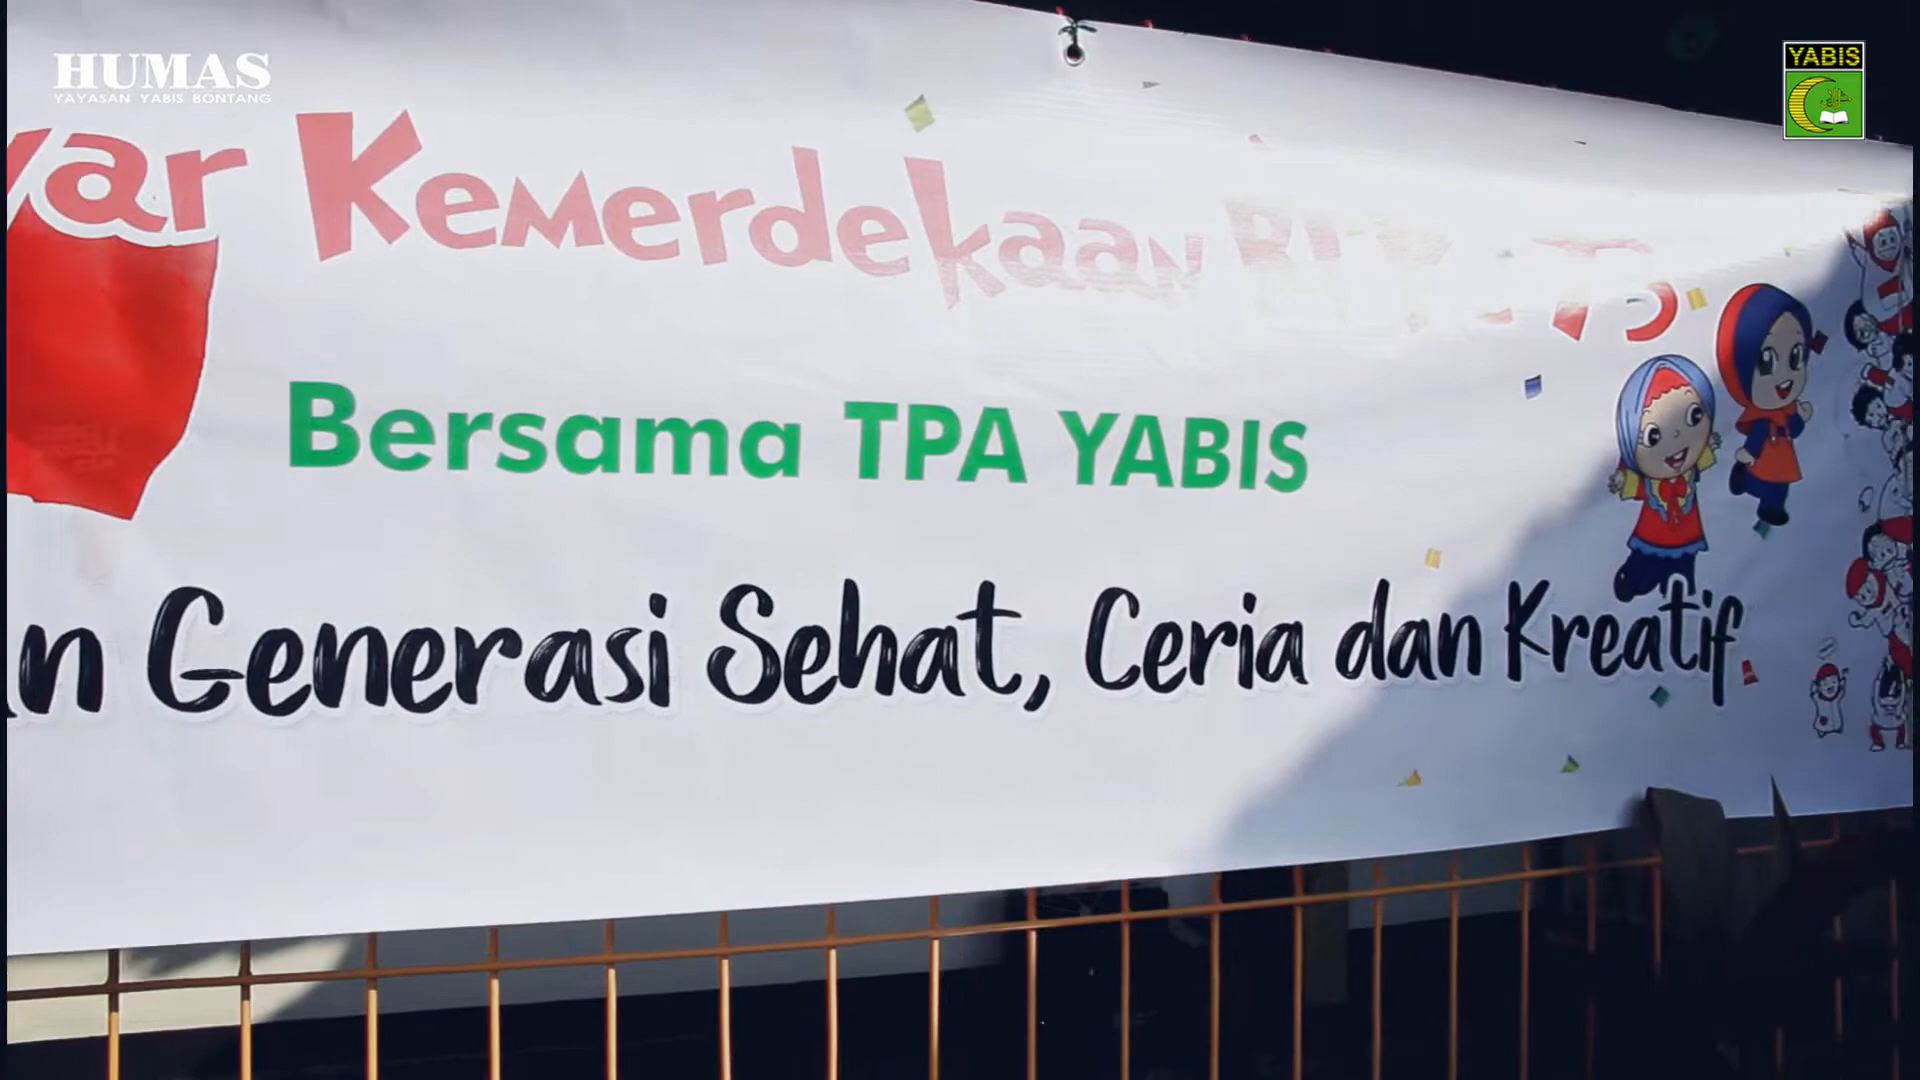 HUMAS
YAYASAN YABIS BONTANG
YABIS
Kemerdekaan
Bersama TPA YABIS
Generasi Sehat, Ceria dan Kreatif